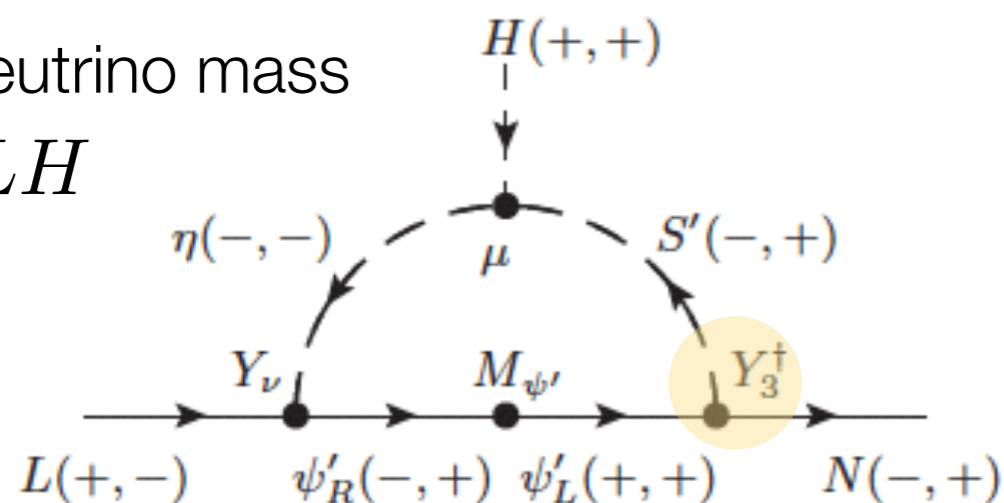 H(+,+)
eutrino mass
LH
η(−,−)
S′(−,+)
μ
Y_ν
M_ψ′
Y_3^†
L(+,−)
ψ′_R(−,+)
ψ′_L(+,+)
N(−,+)